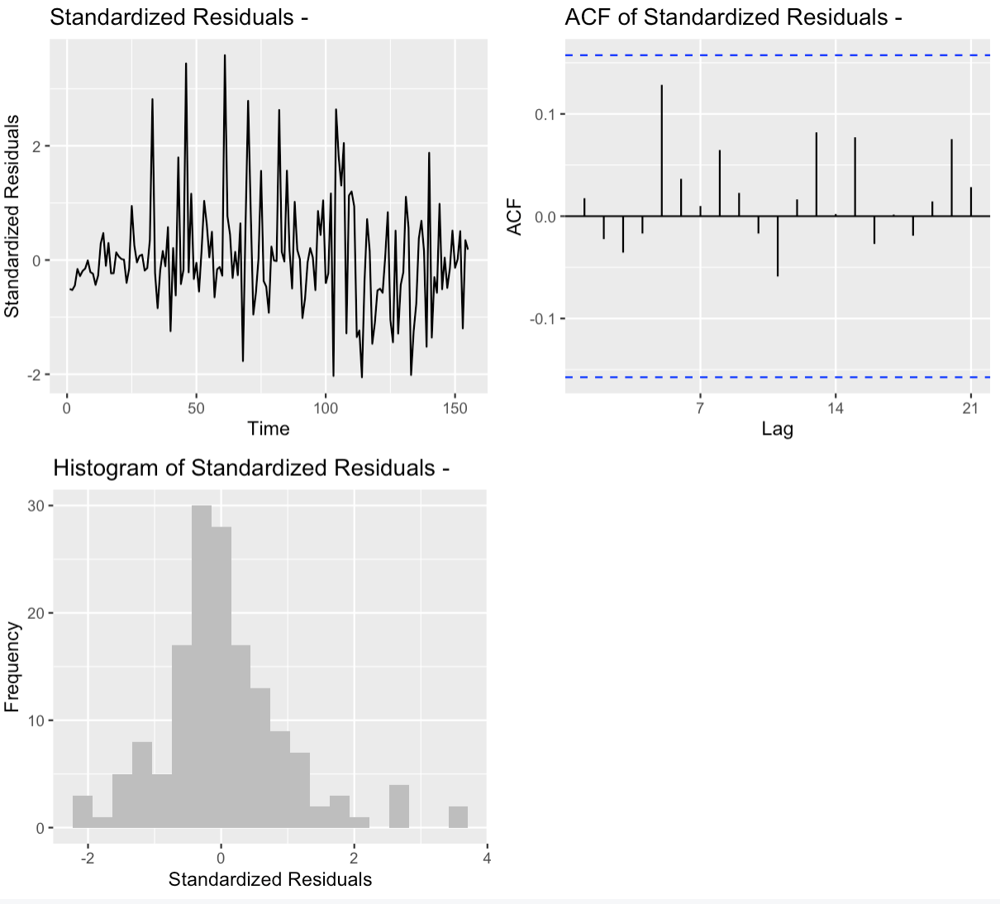 Standardized Residuals -
Standardized Residuals
2
0
-2
0
50
100
150
Time
ACF of Standardized Residuals -
ACF
0.1
0.0
-0.1
7
14
21
Lag
Histogram of Standardized Residuals -
Frequency
30
20
10
0
-2
0
2
4
Standardized Residuals